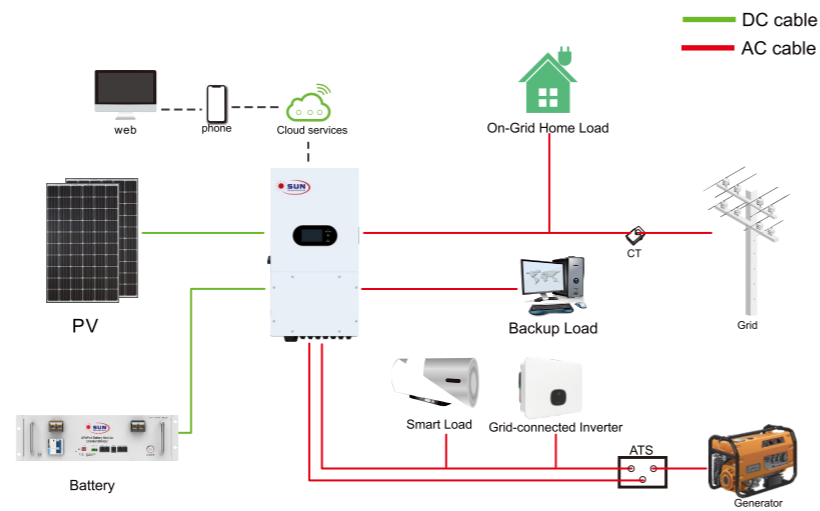 DC cable
AC cable
web
phone
Cloud services
On-Grid Home Load
SUN
CT
Grid
PV
Backup Load
SUN
Smart Load
Grid-connected Inverter
ATS
Battery
Generator